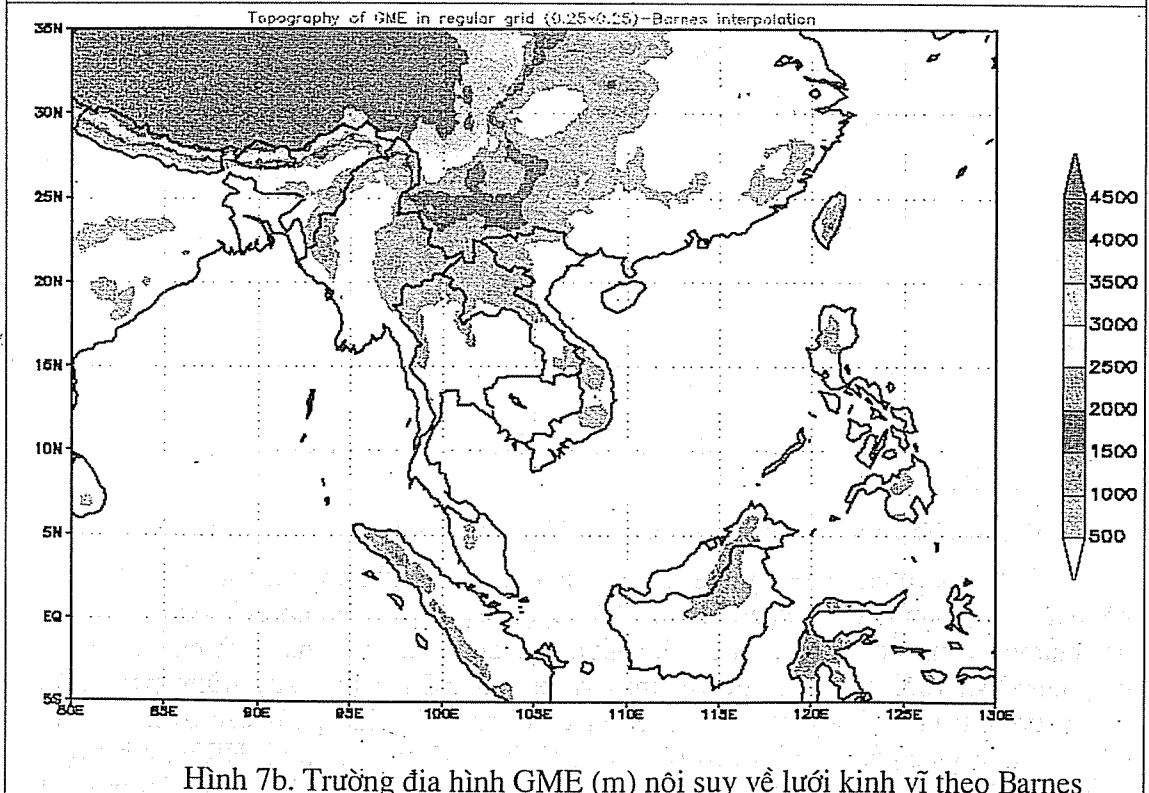 Topography of GME in regular grid (0.25×0.25)-Barnes interpolation
35N
30N
25N
20N
15N
10N
5N
EQ
5S
80E 85E 90E 95E 100E 105E 110E 115E 120E 125E 130E
4500
4000
3500
3000
2500
2000
1500
1000
500
Hình 7b. Trường địa hình GME (m) nội suy về lưới kinh vĩ theo Barnes